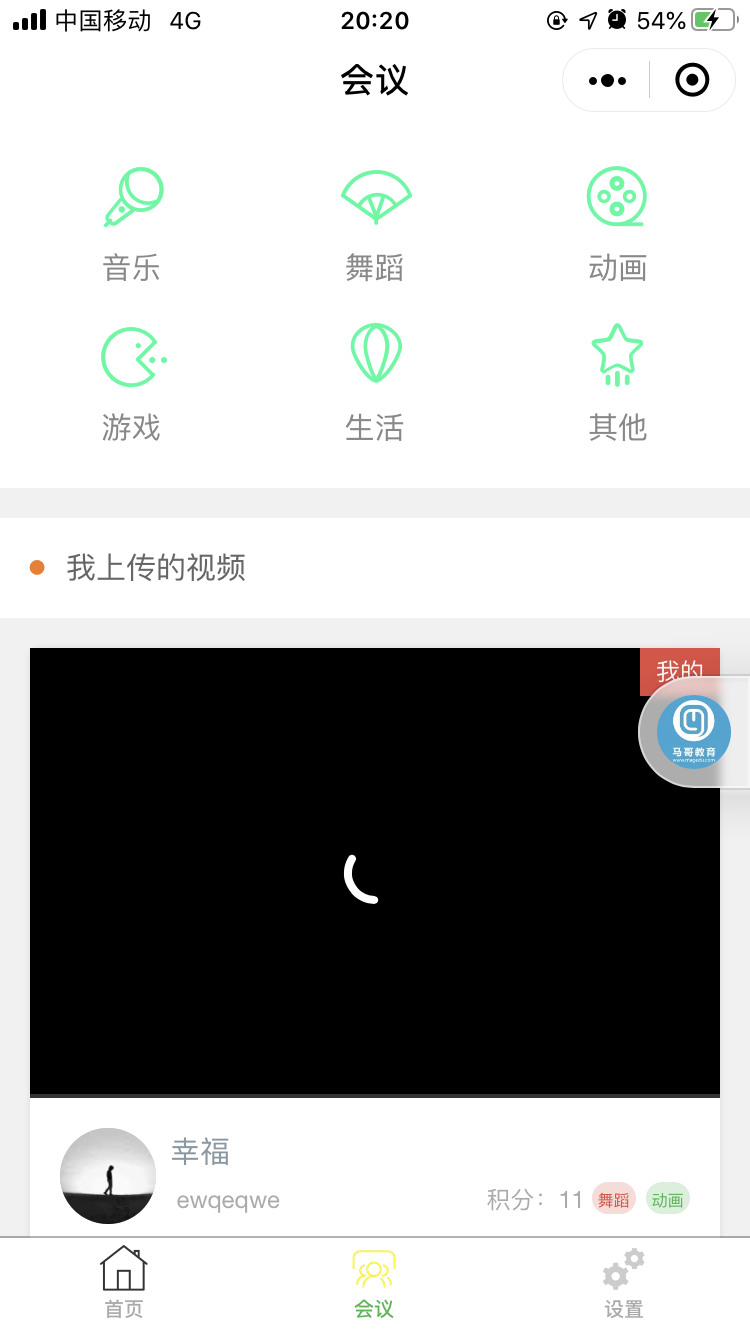 中国移动 4G 20:20 54%
会议
音乐 舞蹈 动画
游戏 生活 其他
我上传的视频
我的
马哥教育
www.magedu.com
幸福
ewqeqwe 积分：11 舞蹈 动画
首页 会议 设置